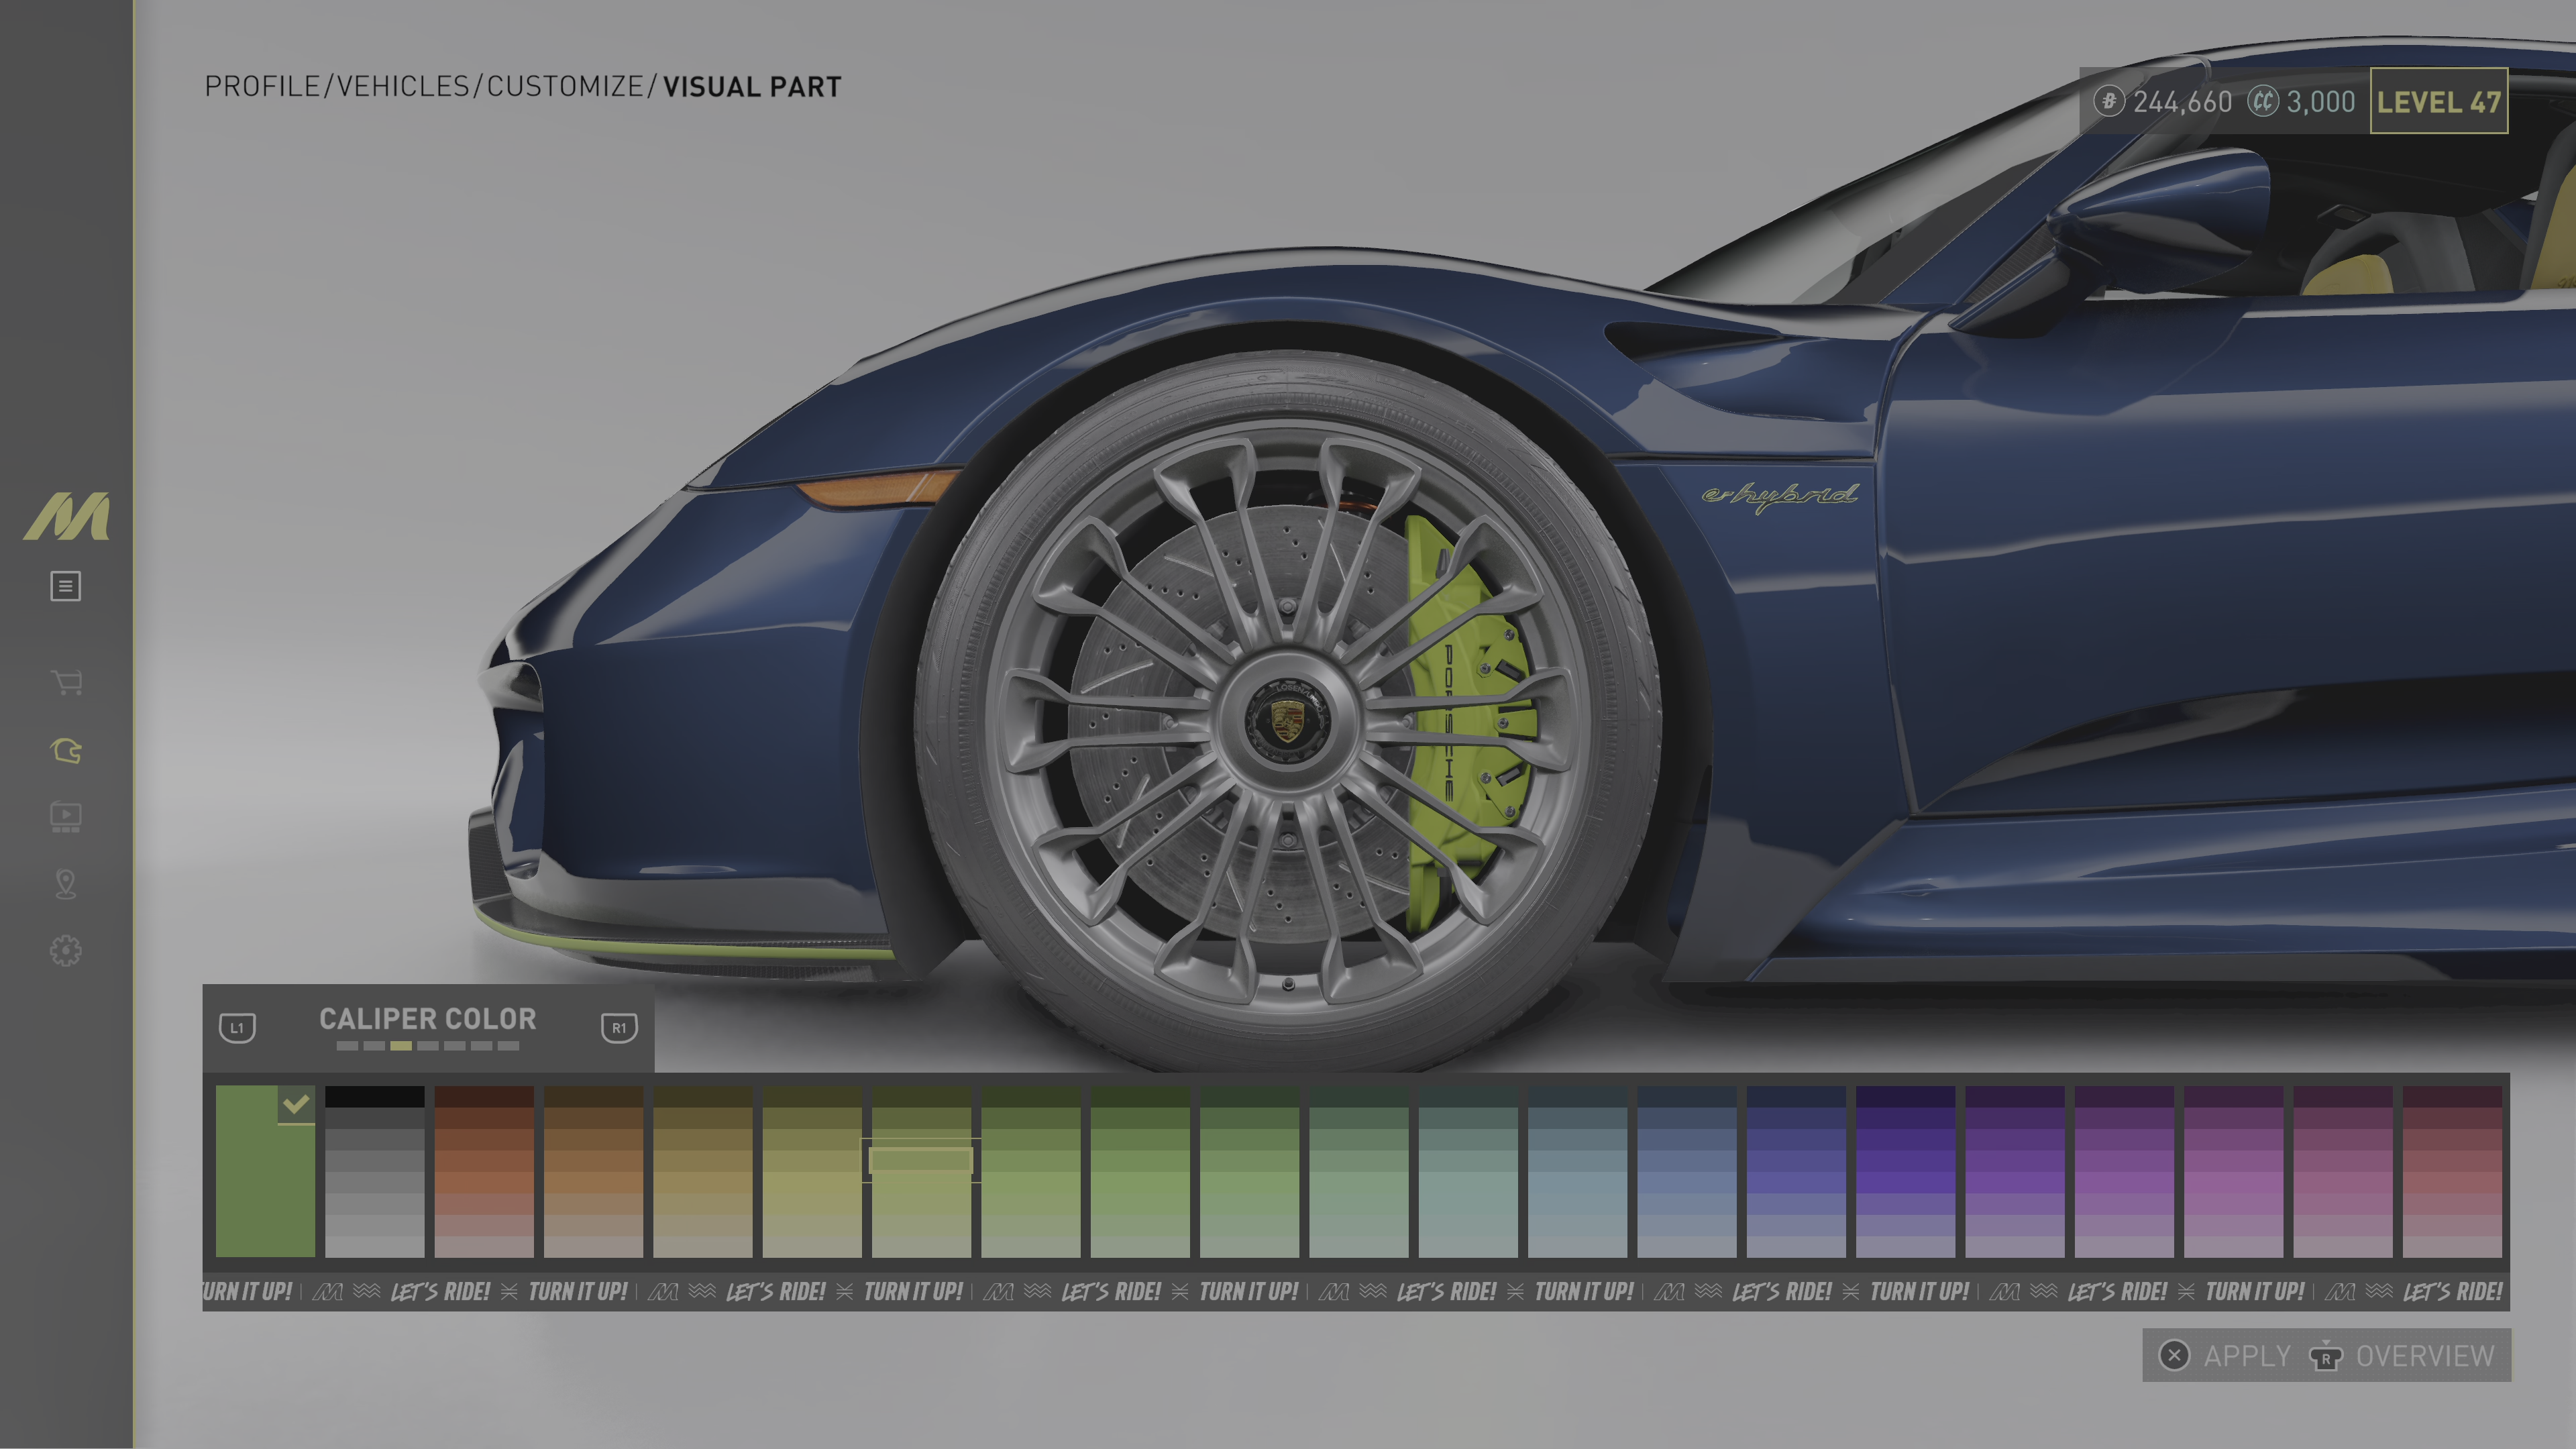 PROFILE/VEHICLES/CUSTOMIZE/VISUAL PART
244,660 CC 3,000 LEVEL 47
e-hybrid
PORSCHE
L1 CALIPER COLOR R1
TURN IT UP! LET'S RIDE! TURN IT UP! LET'S RIDE! TURN IT UP! LET'S RIDE! TURN IT UP! LET'S RIDE! TURN IT UP! LET'S RIDE! TURN IT UP! LET'S RIDE! TURN IT UP! LET'S RIDE!
APPLY R OVERVIEW